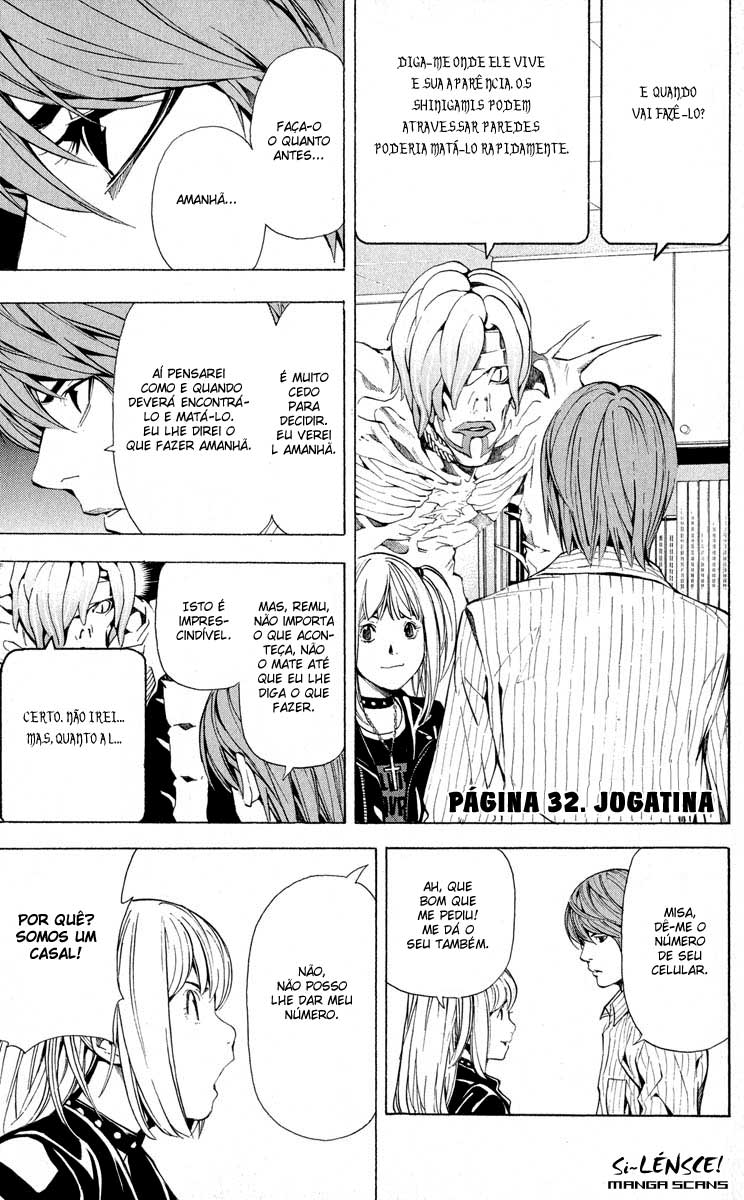 E QUANDO
VAI FAZÊ-LO?
DIGA-ME ONDE ELE VIVE
E SUA APARÊNCIA. OS
SHINIGAMIS PODEM
ATRAVESSAR PAREDES
PODERIA MATÁ-LO RAPIDAMENTE.
PÁGINA 32. JOGATINA
FAÇA-O
O QUANTO
ANTES...
AMANHÃ...
É MUITO
CEDO
PARA
DECIDIR.
EU VEREI
L AMANHÃ.
AÍ PENSAREI
COMO E QUANDO
DEVERÁ ENCONTRÁ-
LO E MATÁ-LO.
EU LHE DIREI O
QUE FAZER AMANHÃ.
MAS, REMU,
NÃO IMPORTA
O QUE ACON-
TEÇA, NÃO
O MATE ATÉ
QUE EU LHE
DIGA O QUE
FAZER.
ISTO É
IMPRES-
CINDÍVEL.
CERTO. NÃO IREI...
MAS, QUANTO AL...
MISA,
DÊ-ME O
NÚMERO
DE SEU
CELULAR.
AH, QUE
BOM QUE
ME PEDIU!
ME DÁ O
SEU TAMBÉM.
NÃO,
NÃO POSSO
LHE DAR MEU
NÚMERO.
POR QUÊ?
SOMOS UM
CASAL!
Si~LÉNSCE!
MANGA SCANS